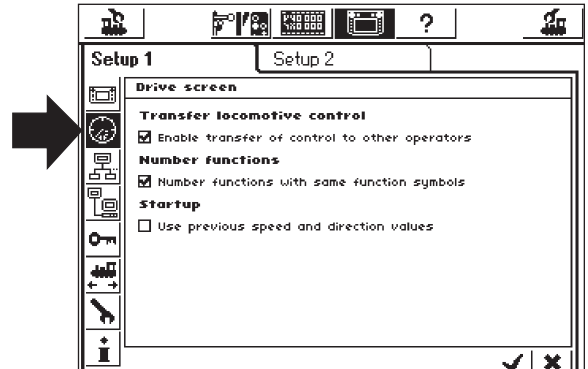 ?
Setup 1
Setup 2
Drive screen
Transfer locomotive control
Enable transfer of control to other operators
Number functions
Number functions with same function symbols
Startup
Use previous speed and direction values